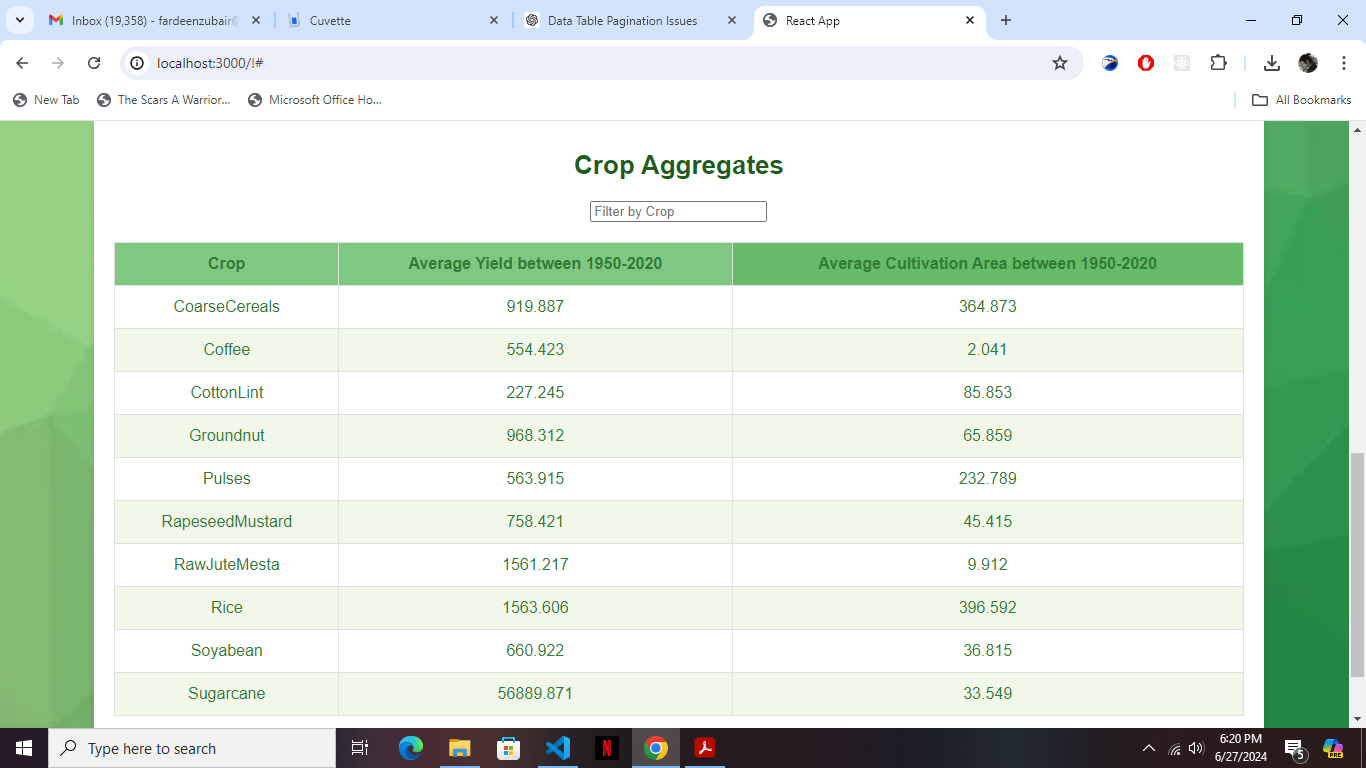 Inbox (19,358) - fardeenzubair@
Cuvette
Data Table Pagination Issues
React App
localhost:3000/!#
New Tab
The Scars A Warrior...
Microsoft Office Ho...
All Bookmarks
Crop Aggregates
Filter by Crop
Crop Average Yield between 1950-2020 Average Cultivation Area between 1950-2020
CoarseCereals 919.887 364.873
Coffee 554.423 2.041
CottonLint 227.245 85.853
Groundnut 968.312 65.859
Pulses 563.915 232.789
RapeseedMustard 758.421 45.415
RawJuteMesta 1561.217 9.912
Rice 1563.606 396.592
Soyabean 660.922 36.815
Sugarcane 56889.871 33.549
Type here to search
N
6:20 PM
6/27/2024
5
PRE